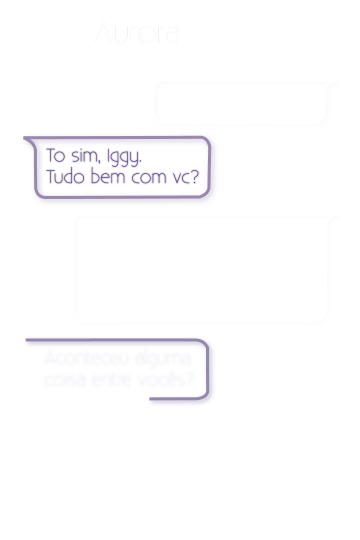 Aurora
To sim, Iggy.
Tudo bem com vc?
Aconteceu alguma
coisa entre vocês?